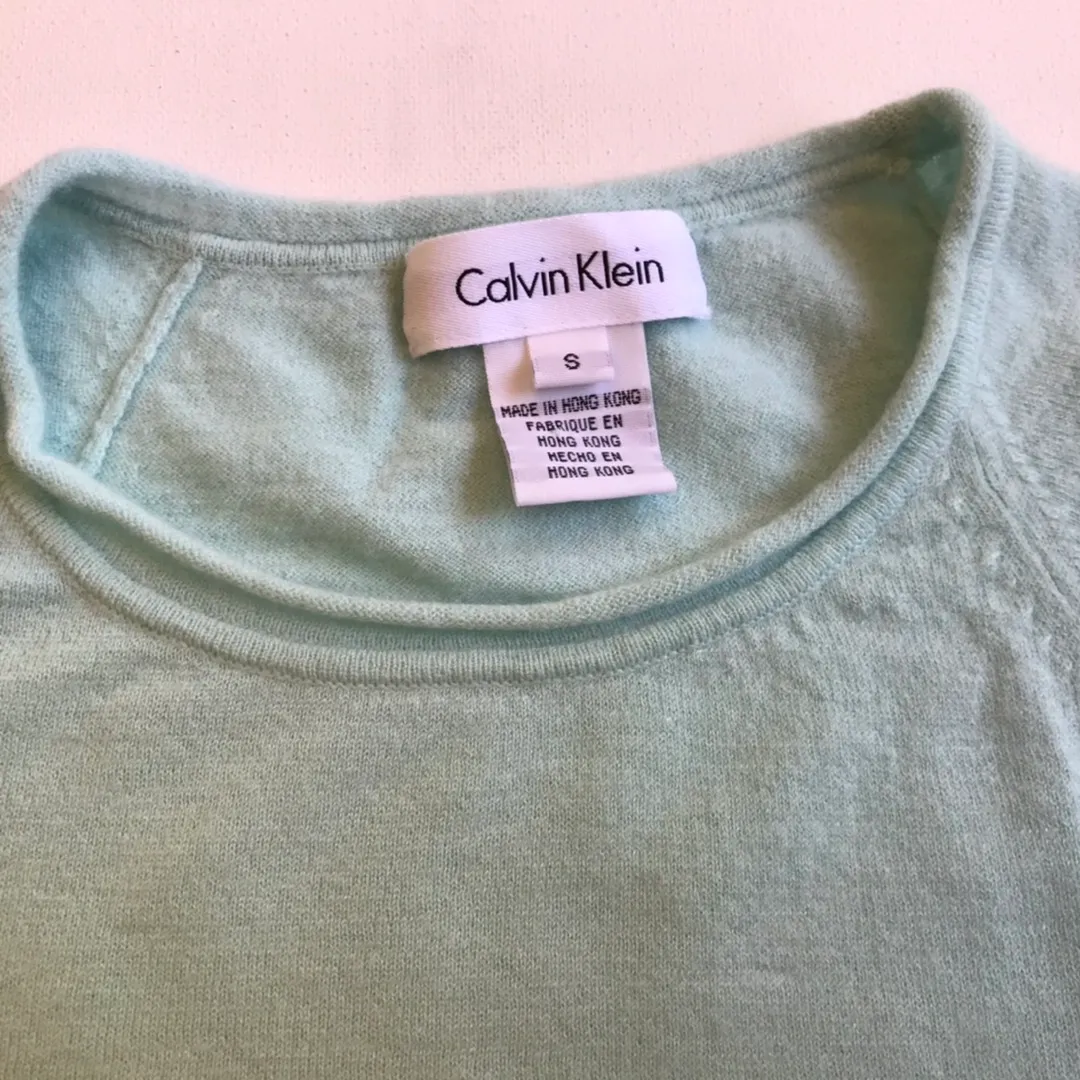 Calvin Klein
S
MADE IN HONG KONG
FABRIQUE EN
HONG KONG
HECHO EN
HONG KONG